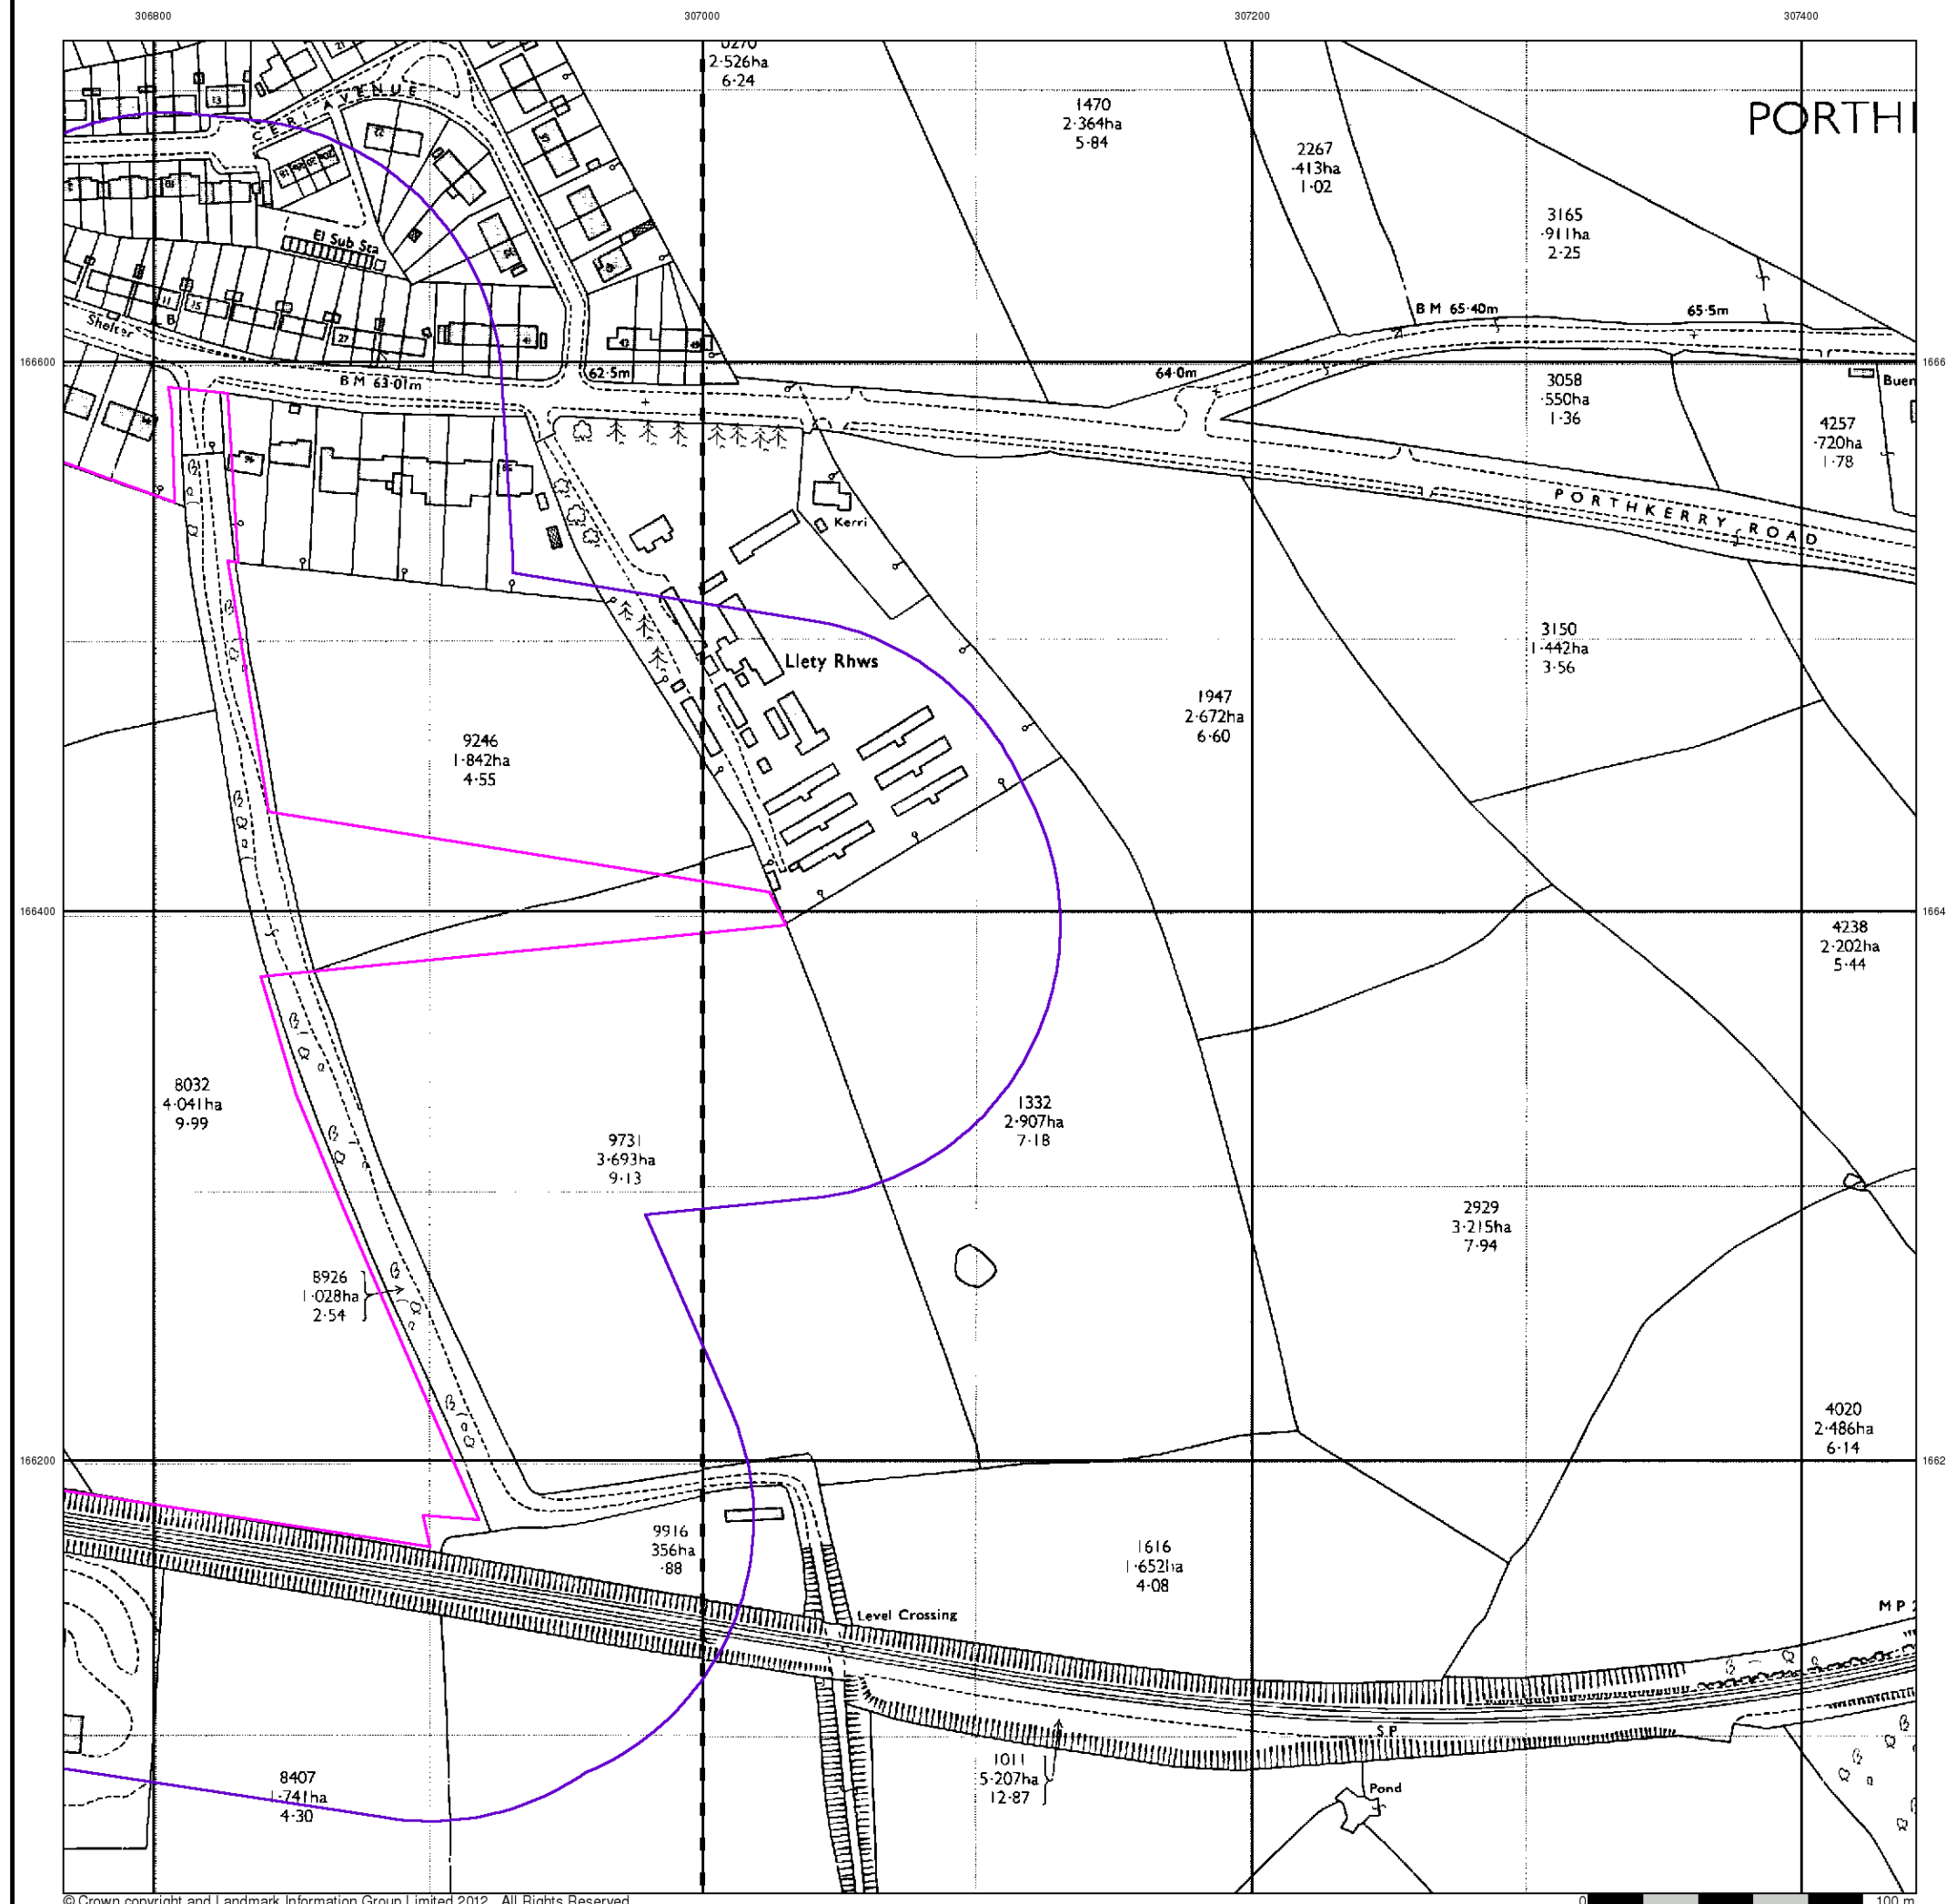 306800
307000
307200
307400
2·526ha
6·24
1470
2·364ha
5·84
PORTH
2267
·413ha
1·02
3165
·911ha
2·25
CERI AVENUE
El Sub Sta
Shelter
L B
B M 65·40m
65·5m
166600
B M 63·01m
62·5m
64·0m
3058
·550ha
1·36
Buen
4257
·720ha
1·78
PORTHKERRY ROAD
Kerri
Llety Rhws
3150
1·442ha
3·56
1947
2·672ha
6·60
9246
1·842ha
4·55
166400
4238
2·202ha
5·44
8032
4·041ha
9·99
1332
2·907ha
7·18
9731
3·693ha
9·13
2929
3·215ha
7·94
8926
1·028ha
2·54
4020
2·486ha
6·14
166200
9916
356ha
·88
1616
1·652ha
4·08
Level Crossing
M P
S P
1011
5·207ha
12·87
Pond
8407
1·741ha
4·30
© Crown copyright and Landmark Information Group Limited 2012. All Rights Reserved.
0
100 m